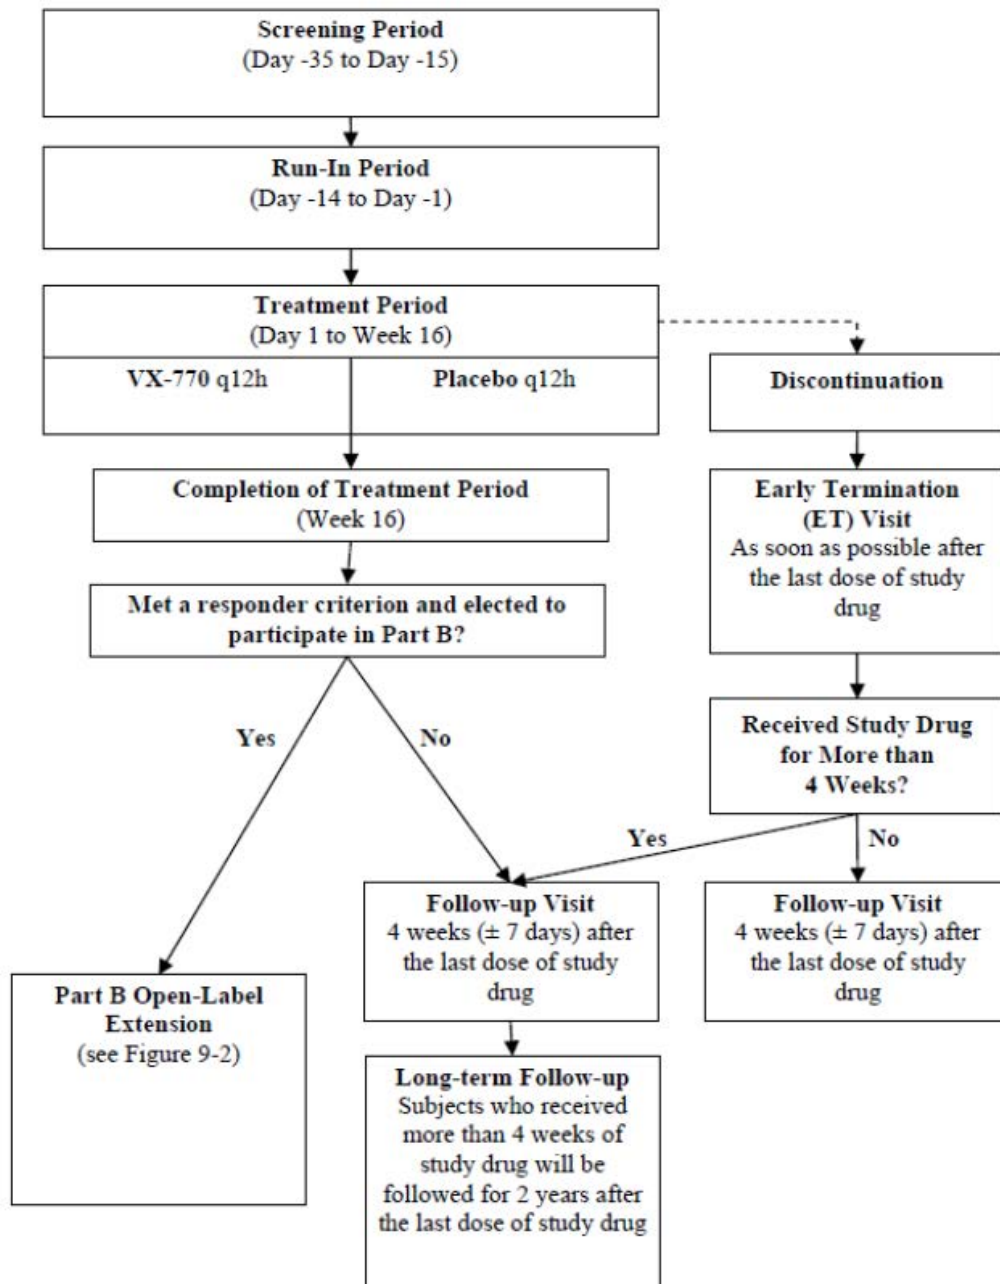 Screening Period
(Day -35 to Day -15)
Run-In Period
(Day -14 to Day -1)
Treatment Period
(Day 1 to Week 16)
VX-770 q12h
Placebo q12h
Discontinuation
Completion of Treatment Period
(Week 16)
Early Termination
(ET) Visit
As soon as possible after
the last dose of study
drug
Met a responder criterion and elected to
participate in Part B?
Received Study Drug
for More than
4 Weeks?
Yes
No
Yes
No
Follow-up Visit
4 weeks (± 7 days) after
the last dose of study
drug
Follow-up Visit
4 weeks (± 7 days) after
the last dose of study
drug
Part B Open-Label
Extension
(see Figure 9-2)
Long-term Follow-up
Subjects who received
more than 4 weeks of
study drug will be
followed for 2 years after
the last dose of study drug